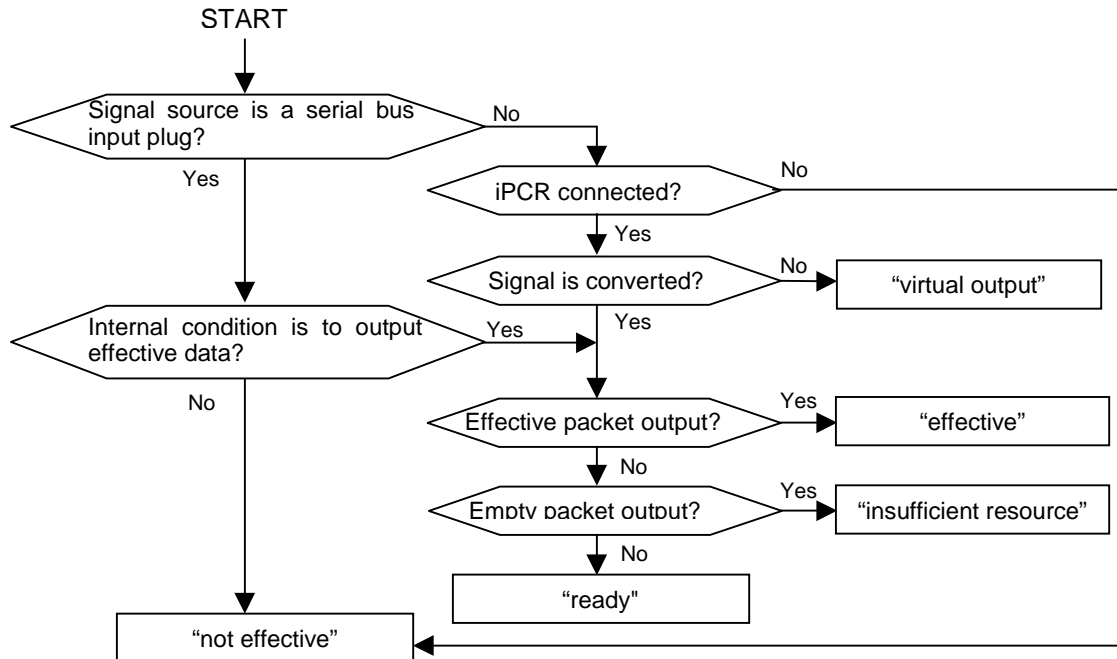 START
Signal source is a serial bus
input plug?
No
Yes
iPCR connected?
No
Yes
Signal is converted?
No
"virtual output"
Yes
Internal condition is to output
effective data?
Yes
No
Effective packet output?
Yes
"effective"
No
Empty packet output?
Yes
"insufficient resource"
No
"ready"
"not effective"